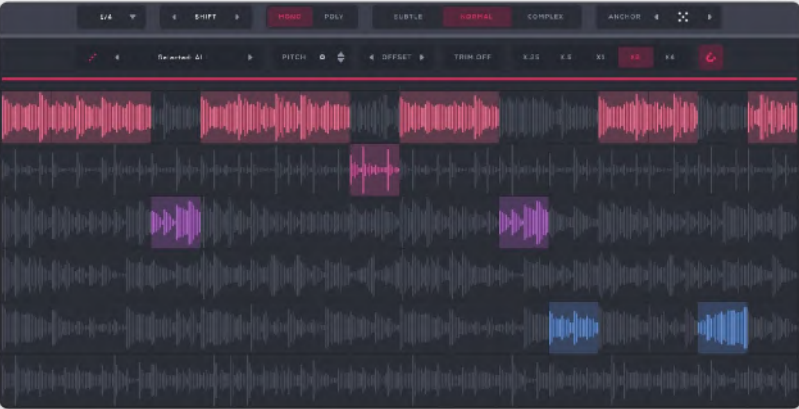 1/4 SHIFT MONO POLY SUBTLE NORMAL COMPLEX ANCHOR
Selected: All PITCH 0 OFFSET TRIM OFF X.25 X.5 X1 X2 X4